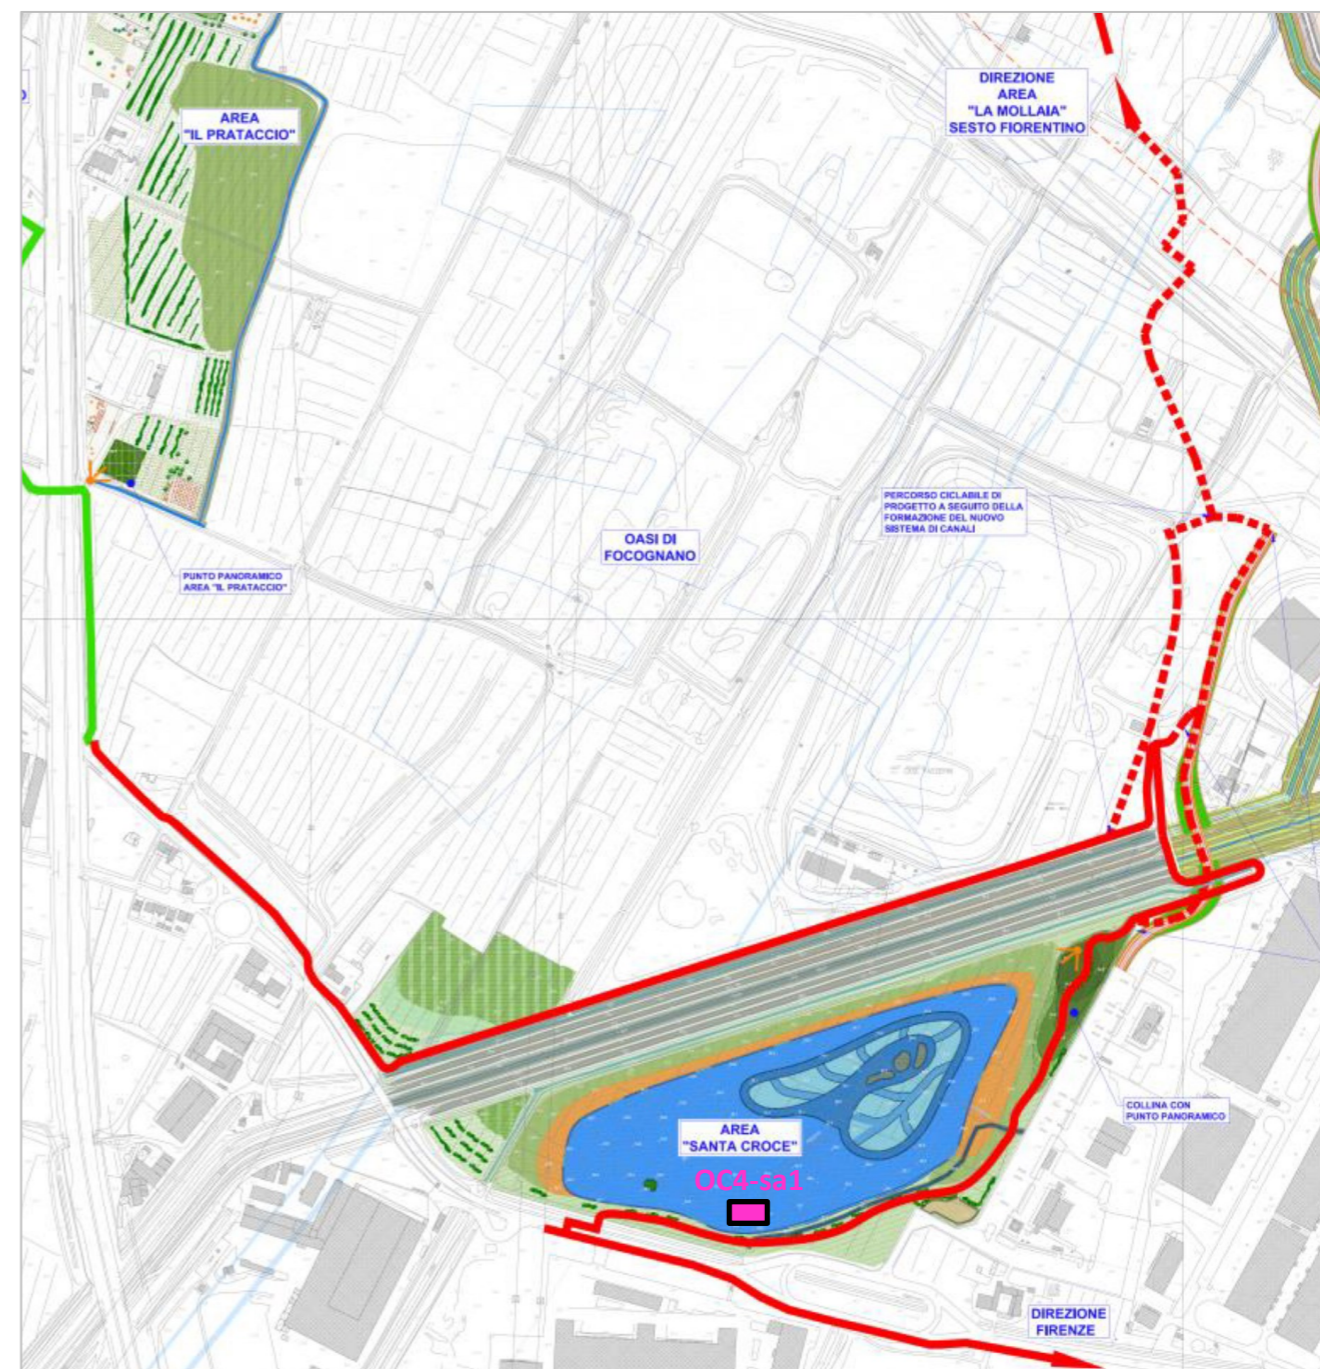 DIREZIONE
AREA
"LA MOLLAIA"
SESTO FIORENTINO
AREA
"IL PRATACCIO"
PERCORSO CICLABILE DI
PROGETTO A SEGUITO DELLA
FORMAZIONE DEL NUOVO
SISTEMA DI CANALI
OASI DI
FOCOGNANO
PUNTO PANORAMICO
AREA "IL PRATACCIO"
COLLINA CON
PUNTO PANORAMICO
AREA
"SANTA CROCE"
OC4-sa1
DIREZIONE
FIRENZE